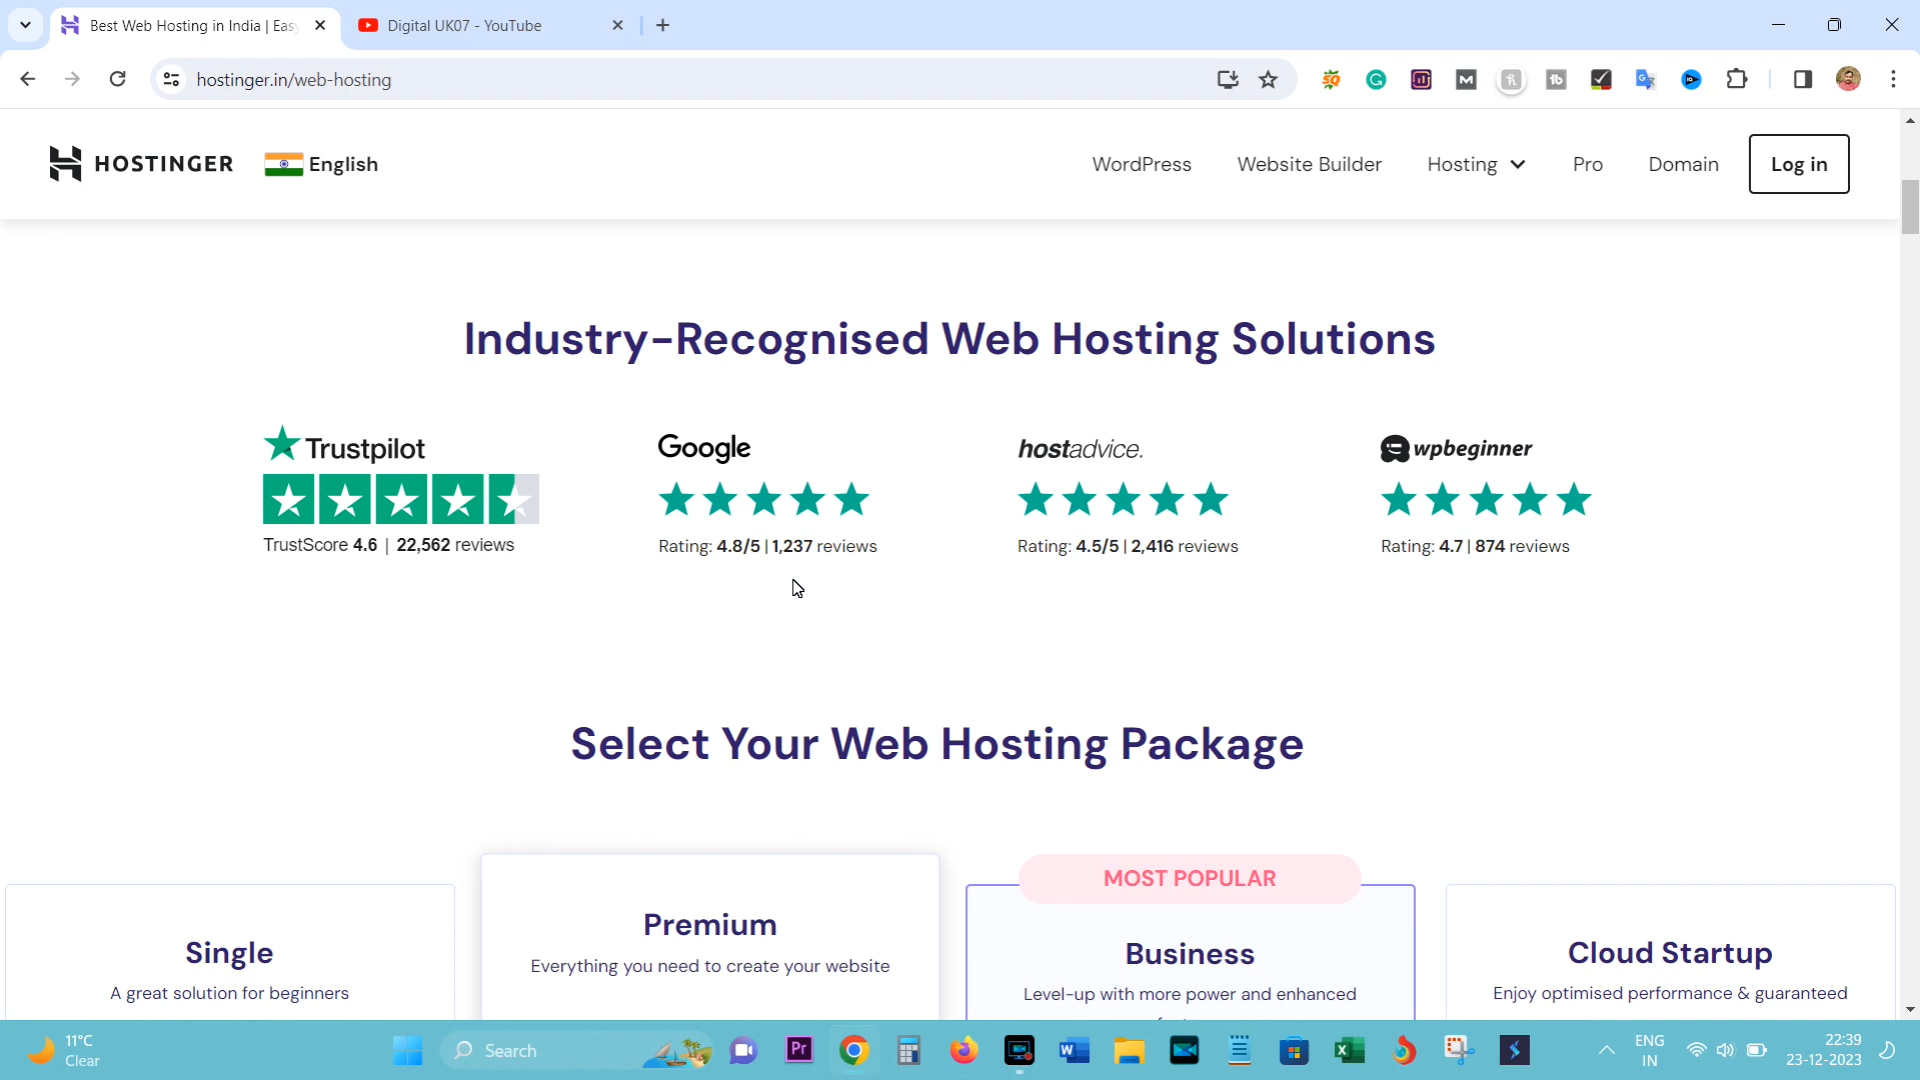 Best Web Hosting in India | Eas
Digital UK07 - YouTube
hostinger.in/web-hosting
HOSTINGER
English
WordPress
Website Builder
Hosting
Pro
Domain
Log in
Industry-Recognised Web Hosting Solutions
Trustpilot
TrustScore 4.6 | 22,562 reviews
Google
Rating: 4.8/5 | 1,237 reviews
hostadvice.
Rating: 4.5/5 | 2,416 reviews
wpbeginner
Rating: 4.7 | 874 reviews
Select Your Web Hosting Package
Single
A great solution for beginners
Premium
Everything you need to create your website
MOST POPULAR
Business
Level-up with more power and enhanced
Cloud Startup
Enjoy optimised performance & guaranteed
11°C
Clear
Search
Pr
ENG
IN
22:39
23-12-2023